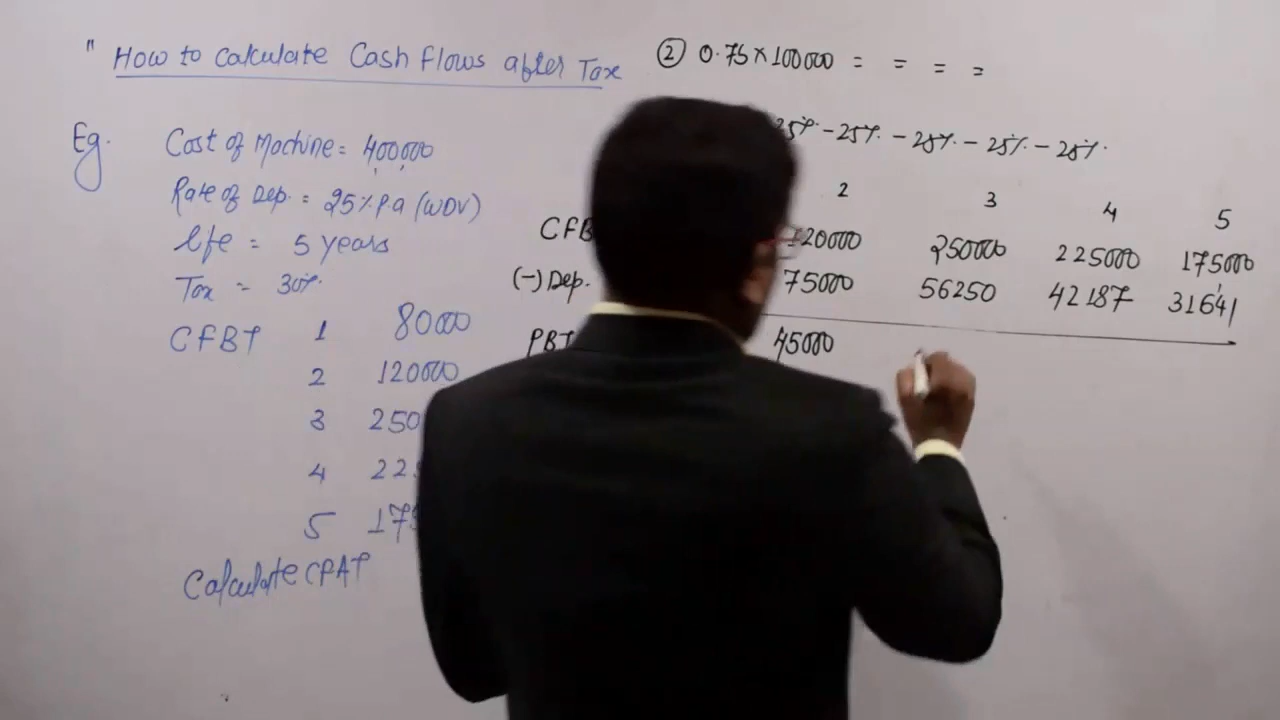 " How to Calculate Cash flows after Tax
Eg. Cost of Machine = 400,000
Rate of Dep. = 25% p.a (WDV)
life = 5 years
Tax = 30%.
CFBT 1 80000
2 120000
3 250
4 22
5 17
Calculate CFAT
② 0.75 × 100000 = = = =
25% - 25% - 25% - 25% - 25%.
2 3 4 5
CFB 120000 250000 225000 175000
(-) Dep. 75000 56250 42187 31641
PBT 45000